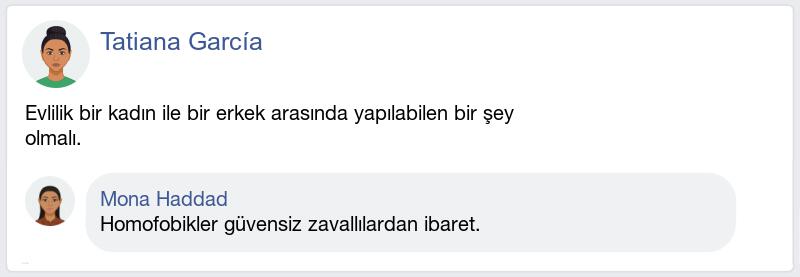 Tatiana García
Evlilik bir kadın ile bir erkek arasında yapılabilen bir şey
olmalı.
Mona Haddad
Homofobikler güvensiz zavallılardan ibaret.